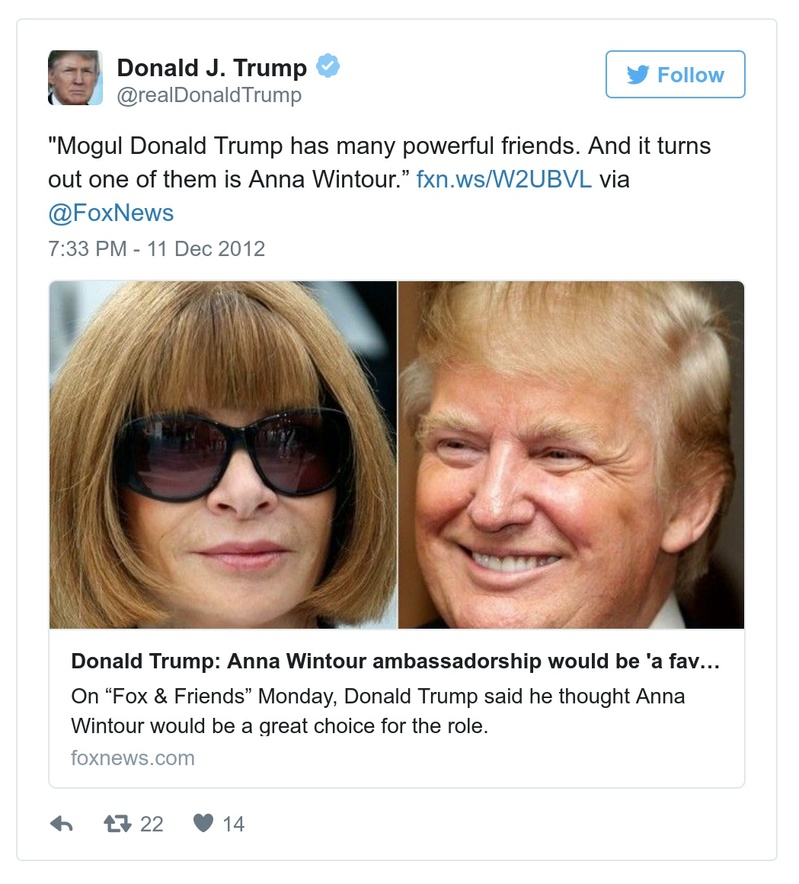 Donald J. Trump
Follow
@realDonaldTrump
"Mogul Donald Trump has many powerful friends. And it turns
out one of them is Anna Wintour.” fxn.ws/W2UBVL via
@FoxNews
7:33 PM - 11 Dec 2012
Donald Trump: Anna Wintour ambassadorship would be 'a fav…
On “Fox & Friends” Monday, Donald Trump said he thought Anna
Wintour would be a great choice for the role.
foxnews.com
22 14